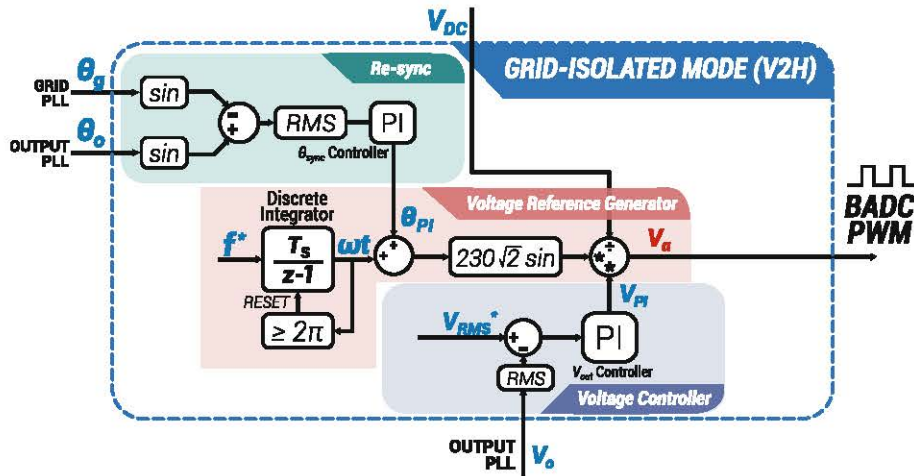 V_DC
Re-sync
GRID-ISOLATED MODE (V2H)
θ_g
GRID
PLL
sin
θ_o
OUTPUT
PLL
sin
-
+
RMS
PI
θ_sync Controller
Discrete
Integrator
θ_PI
Voltage Reference Generator
BADC
PWM
f*
T_s
z-1
ωt
+
+
230√2 sin
÷
*
*
V_a
RESET
≥ 2π
V_PI
V_RMS*
+
-
PI
V_out Controller
RMS
Voltage Controller
OUTPUT
PLL
V_o